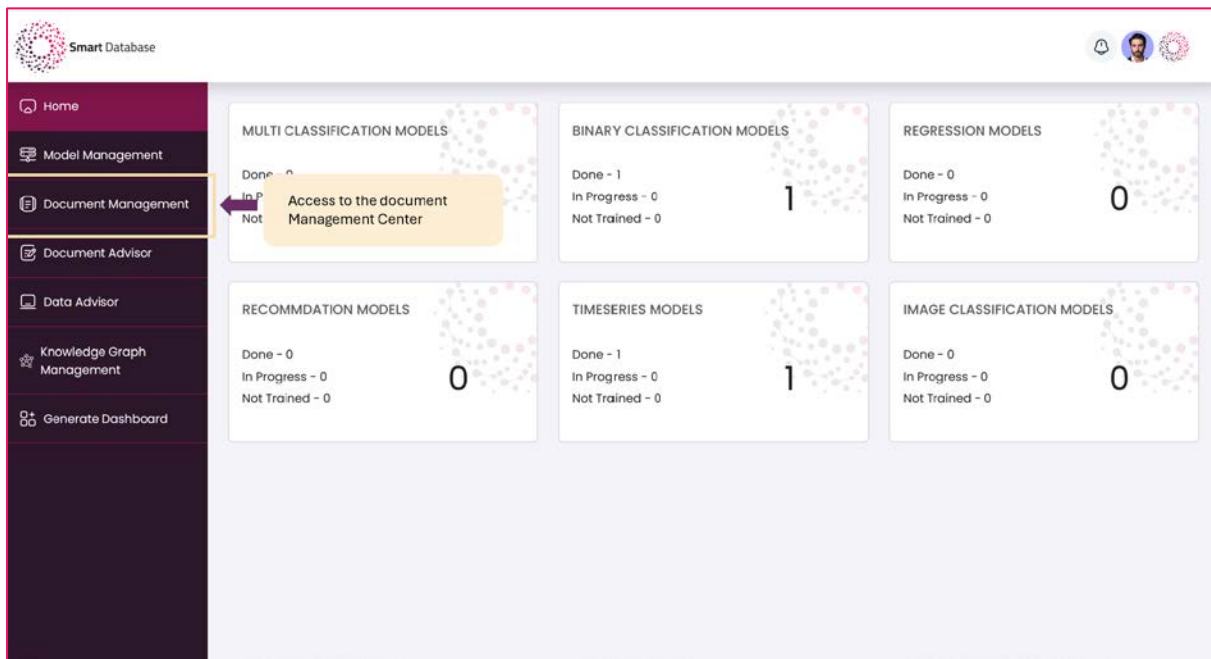 Smart Database
Home
Model Management
Document Management
Document Advisor
Data Advisor
Knowledge Graph
Management
Generate Dashboard
MULTI CLASSIFICATION MODELS
Done - 0
In P
Not
Access to the document
Management Center
BINARY CLASSIFICATION MODELS
Done - 1
In Progress - 0
Not Trained - 0
1
REGRESSION MODELS
Done - 0
In Progress - 0
Not Trained - 0
0
RECOMMDATION MODELS
Done - 0
In Progress - 0
Not Trained - 0
0
TIMESERIES MODELS
Done - 1
In Progress - 0
Not Trained - 0
1
IMAGE CLASSIFICATION MODELS
Done - 0
In Progress - 0
Not Trained - 0
0